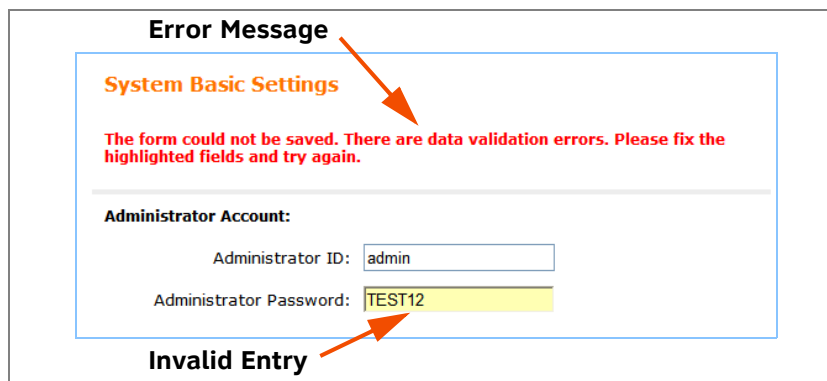 Error Message
System Basic Settings
The form could not be saved. There are data validation errors. Please fix the
highlighted fields and try again.
Administrator Account:
Administrator ID: admin
Administrator Password: TEST12
Invalid Entry